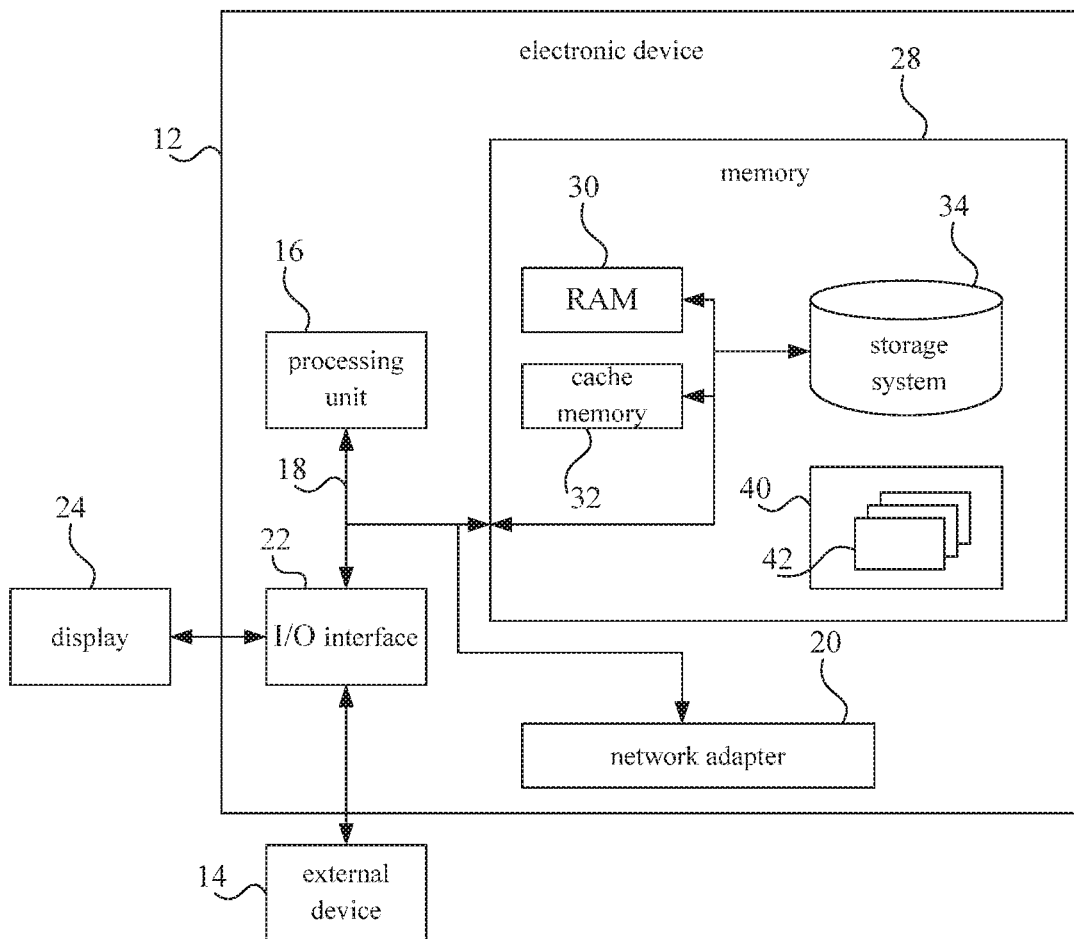 electronic device
28
12
memory
30
34
16
RAM
processing
unit
storage
system
cache
memory
18
32
40
24
22
42
display
I/O interface
20
network adapter
14
external
device